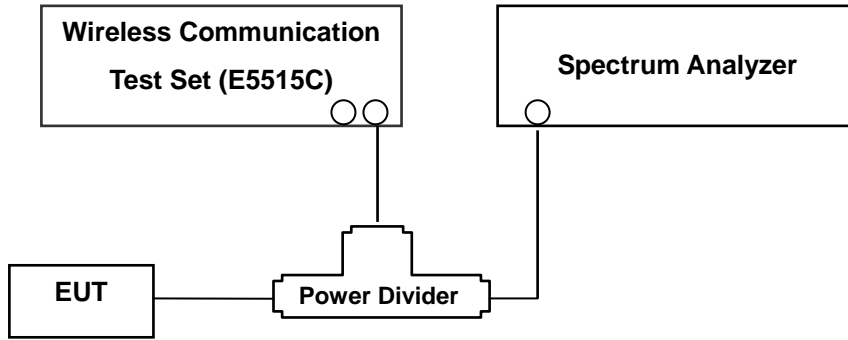 Wireless Communication
Test Set (E5515C)
Spectrum Analyzer
EUT
Power Divider